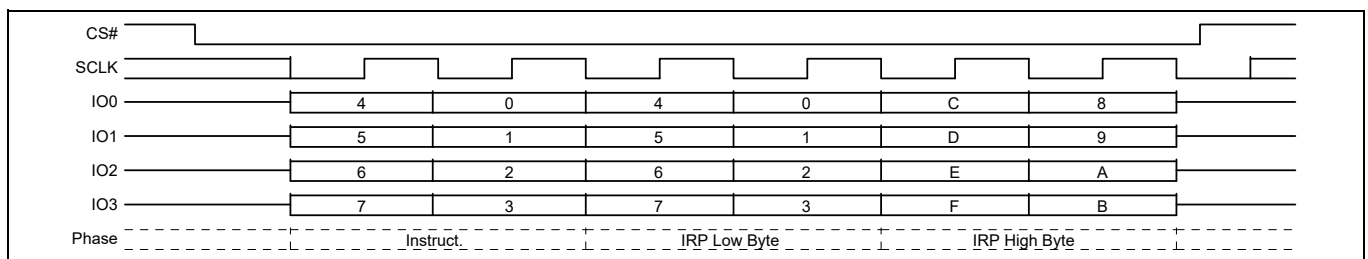 CS#
SCLK
IO0 4 0 4 0 C 8
IO1 5 1 5 1 D 9
IO2 6 2 6 2 E A
IO3 7 3 7 3 F B
Phase Instruct. IRP Low Byte IRP High Byte